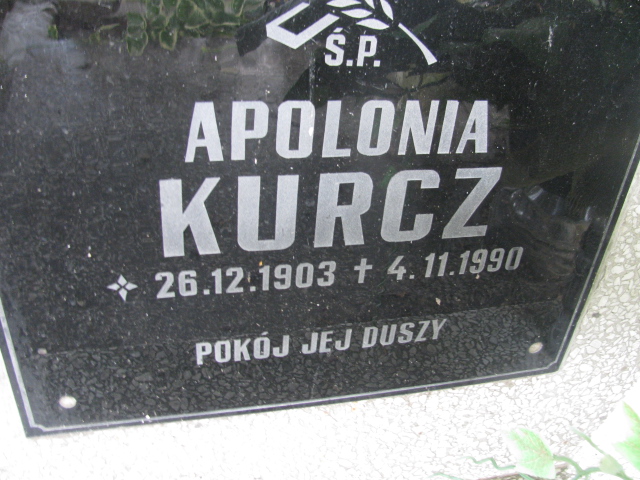 Ś.P.
APOLONIA
KURCZ
26.12.1903 † 4.11.1990
POKÓJ JEJ DUSZY